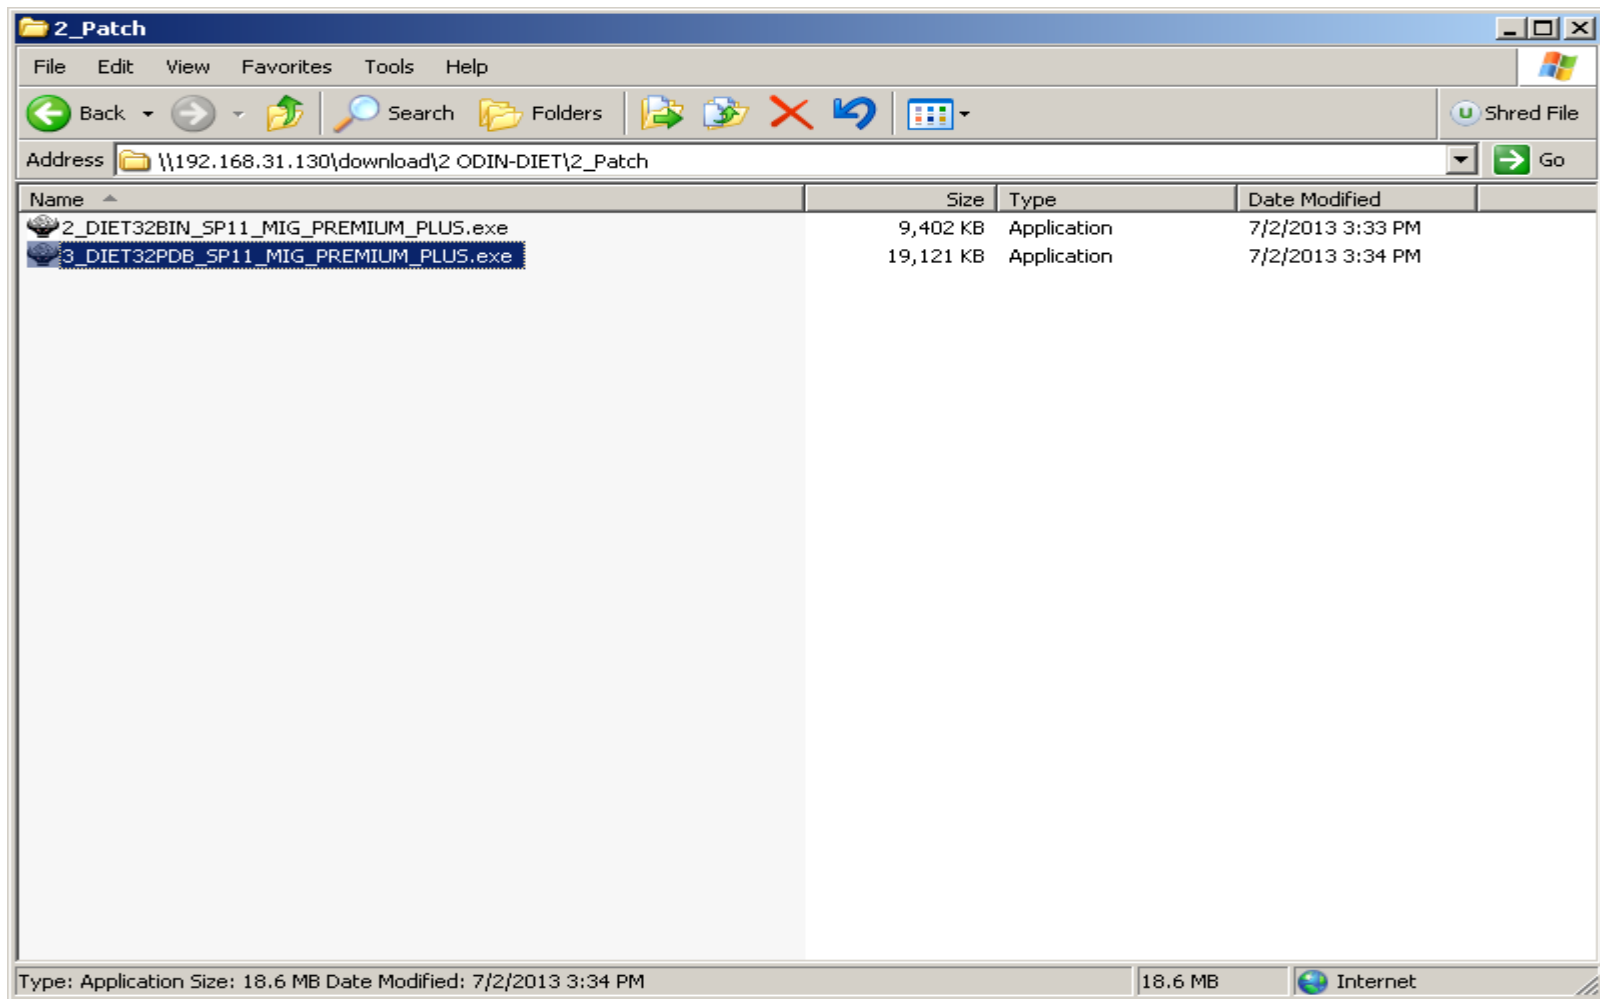 2_Patch
File Edit View Favorites Tools Help
Back Search Folders Shred File
Address \\192.168.31.130\download\2 ODIN-DIET\2_Patch Go
Name Size Type Date Modified
2_DIET32BIN_SP11_MIG_PREMIUM_PLUS.exe 9,402 KB Application 7/2/2013 3:33 PM
3_DIET32PDB_SP11_MIG_PREMIUM_PLUS.exe 19,121 KB Application 7/2/2013 3:34 PM
Type: Application Size: 18.6 MB Date Modified: 7/2/2013 3:34 PM 18.6 MB Internet